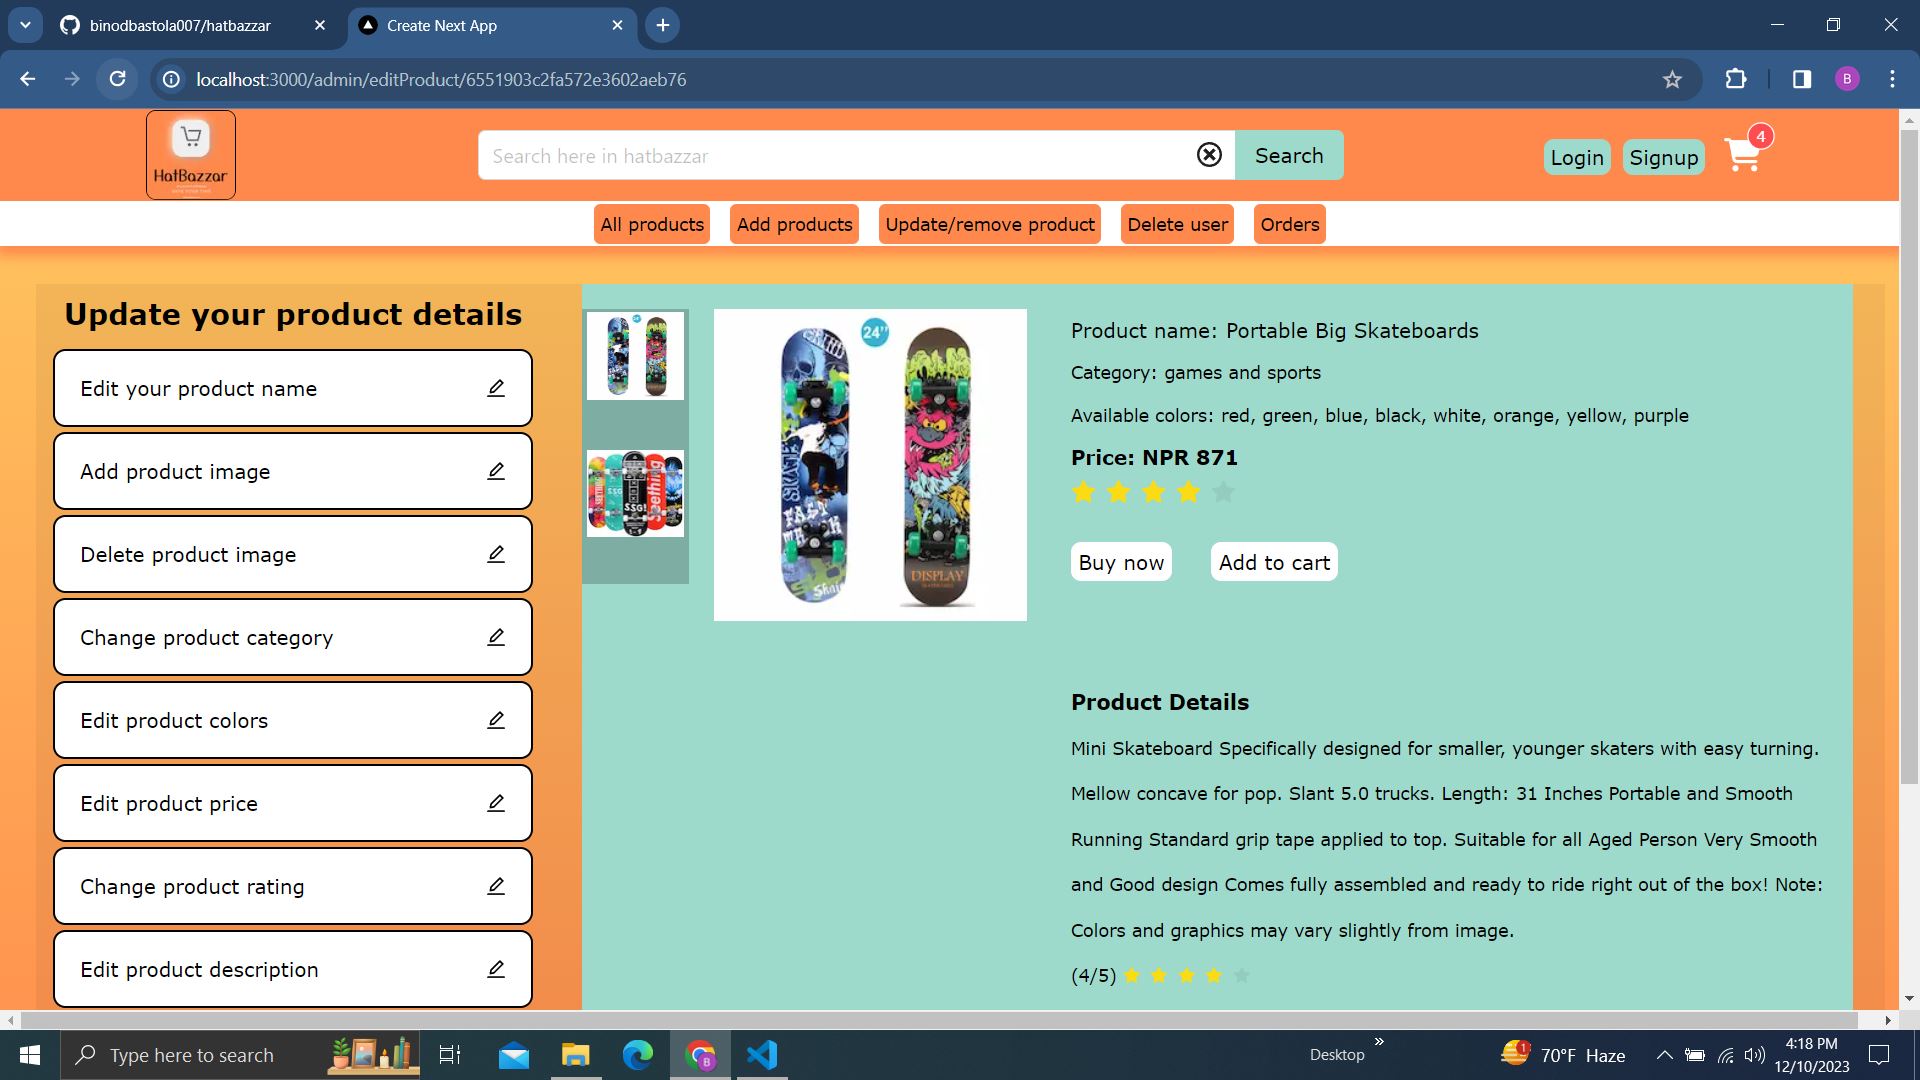 binodbastola007/hatbazzar
Create Next App
localhost:3000/admin/editProduct/6551903c2fa572e3602aeb76
B
HatBazzar
Search here in hatbazzar
Search
Login
Signup
4
All products
Add products
Update/remove product
Delete user
Orders
Update your product details
Edit your product name
Add product image
Delete product image
Change product category
Edit product colors
Edit product price
Change product rating
Edit product description
24"
SKATE
FAST
DISPLAY
Seething
SSG!
Product name: Portable Big Skateboards
Category: games and sports
Available colors: red, green, blue, black, white, orange, yellow, purple
Price: NPR 871
Buy now
Add to cart
Product Details
Mini Skateboard Specifically designed for smaller, younger skaters with easy turning.
Mellow concave for pop. Slant 5.0 trucks. Length: 31 Inches Portable and Smooth
Running Standard grip tape applied to top. Suitable for all Aged Person Very Smooth
and Good design Comes fully assembled and ready to ride right out of the box! Note:
Colors and graphics may vary slightly from image.
(4/5)
Type here to search
B
Desktop
»
1
70°F Haze
4:18 PM
12/10/2023